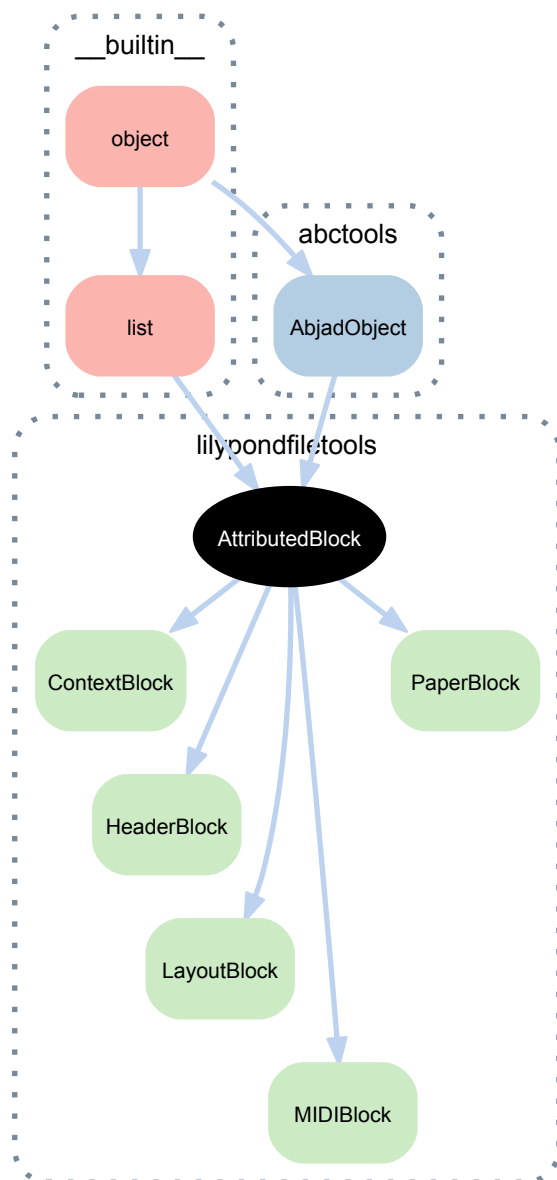 __builtin__
object
abctools
list
AbjadObject
lilypondfiletools
AttributedBlock
ContextBlock
PaperBlock
HeaderBlock
LayoutBlock
MIDIBlock